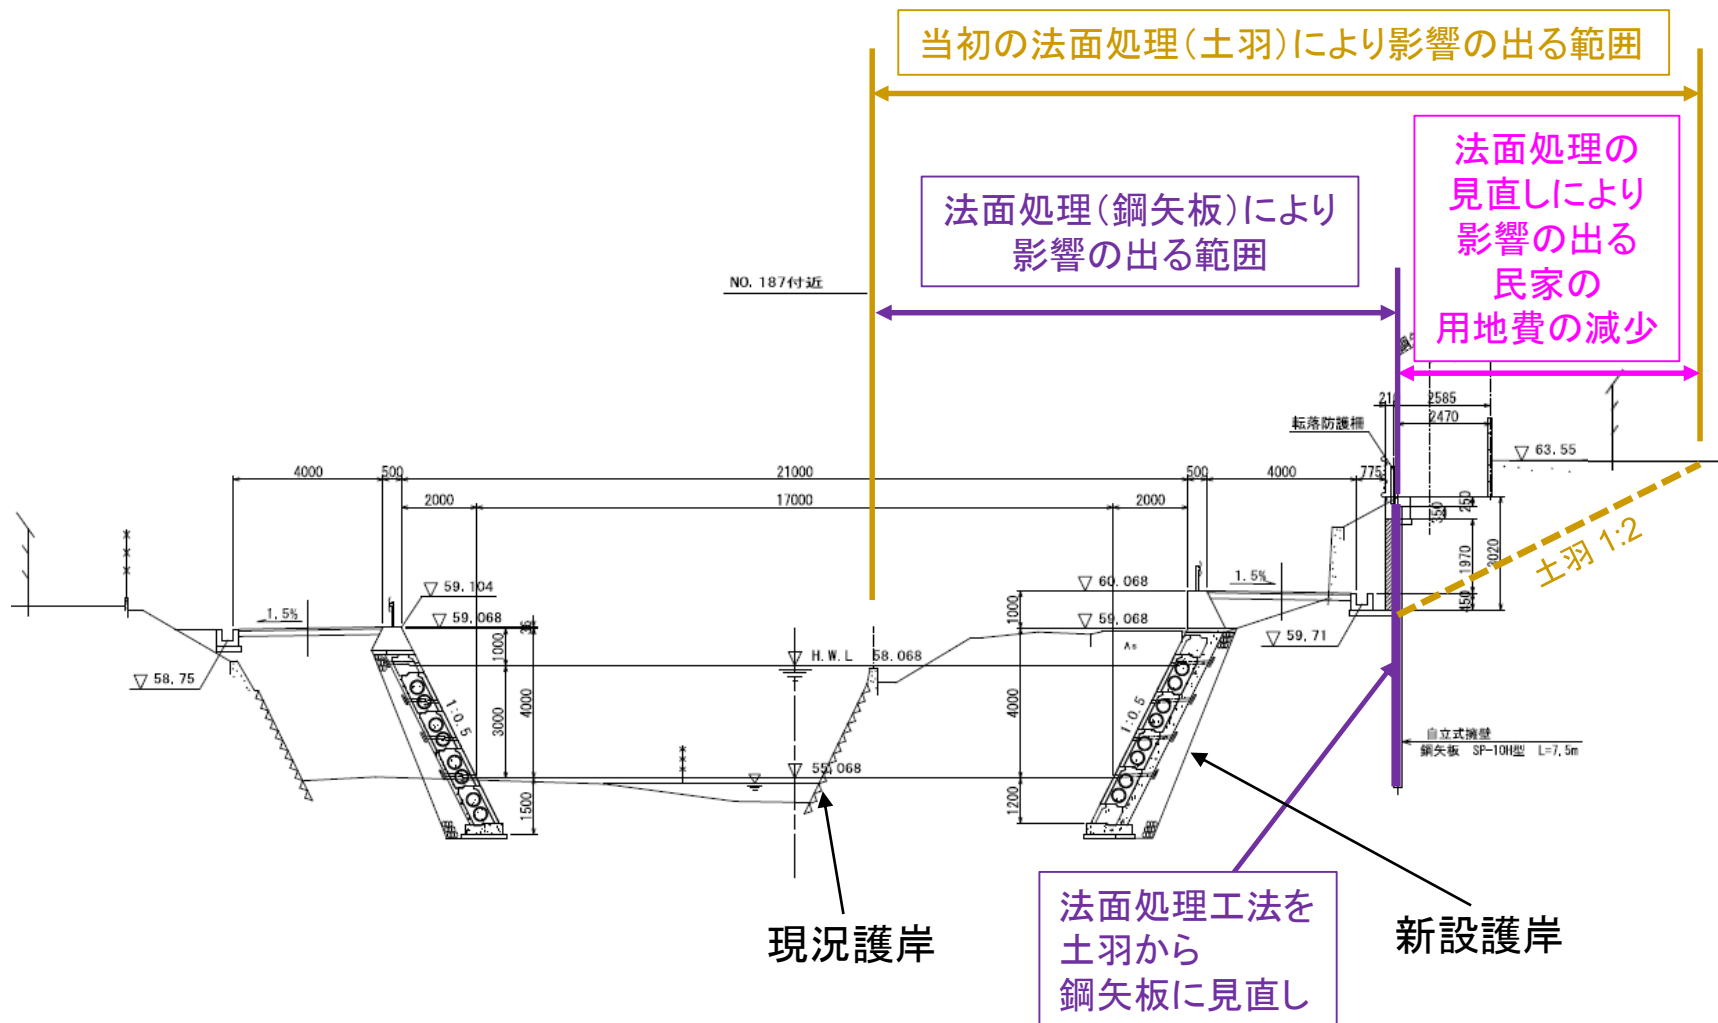 当初の法面処理(土羽)により影響の出る範囲
法面処理の
見直しにより
影響の出る
民家の
用地費の減少
法面処理(鋼矢板)により
影響の出る範囲
NO. 187付近
2585
2470
転落防護柵
63.55
4000
500
21000
500
4000
775
2000
17000
2000
250
350
1970
3020
450
土羽 1:2
59.104
59.068
1.5%
58.75
36
1000
3000
4000
1500
1:0.5
H.W.L 58.068
55.068
60.068
59.068
1000
4000
1200
1:0.5
1.5%
59.71
As
自立式擁壁
鋼矢板 SP-10H型 L=7,5m
現況護岸
新設護岸
法面処理工法を
土羽から
鋼矢板に見直し